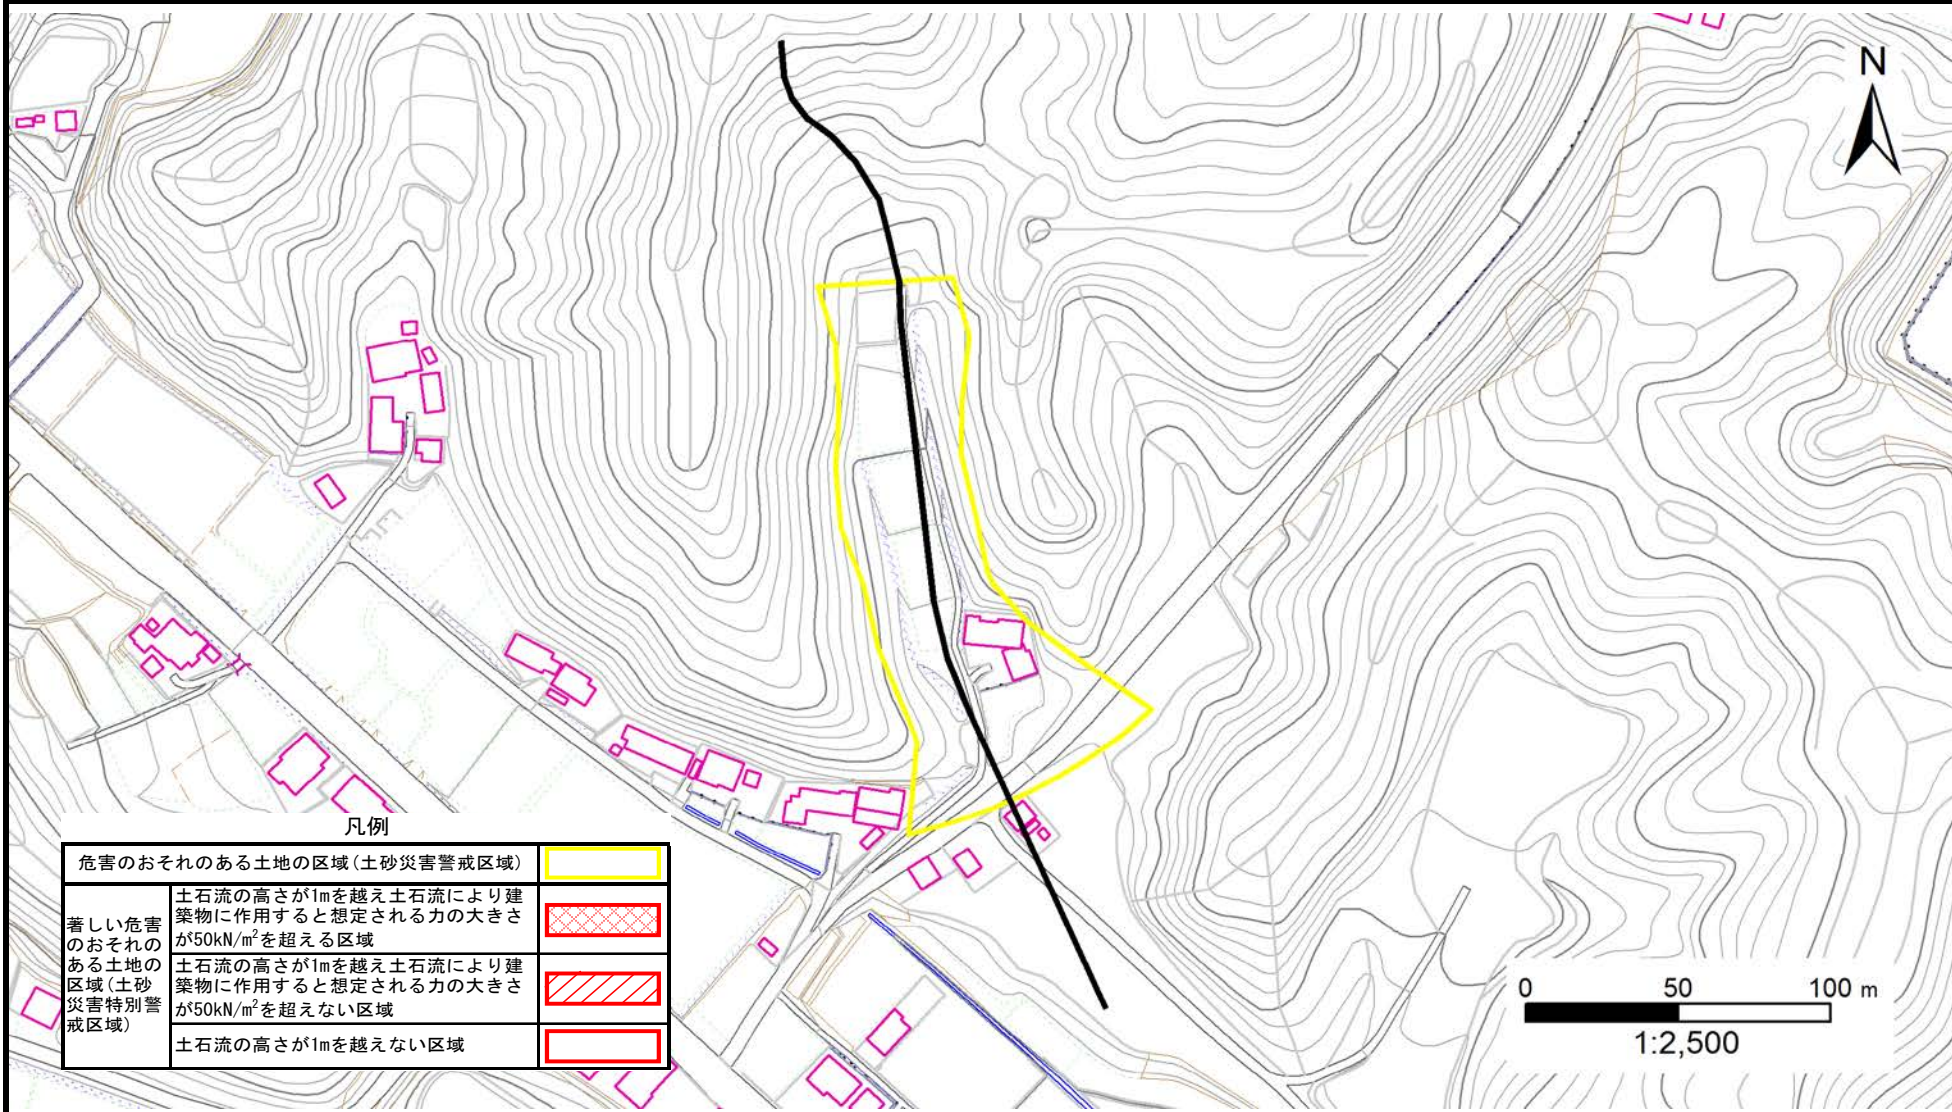 N
凡例
危害のおそれのある土地の区域(土砂災害警戒区域)
著しい危害
のおそれの
ある土地の
区域(土砂
災害特別警
戒区域)
土石流の高さが1mを越え土石流により建
築物に作用すると想定される力の大きさ
が50kN/m²を超える区域
土石流の高さが1mを越え土石流により建
築物に作用すると想定される力の大きさ
が50kN/m²を超えない区域
土石流の高さが1mを越えない区域
0 50 100 m
1:2,500